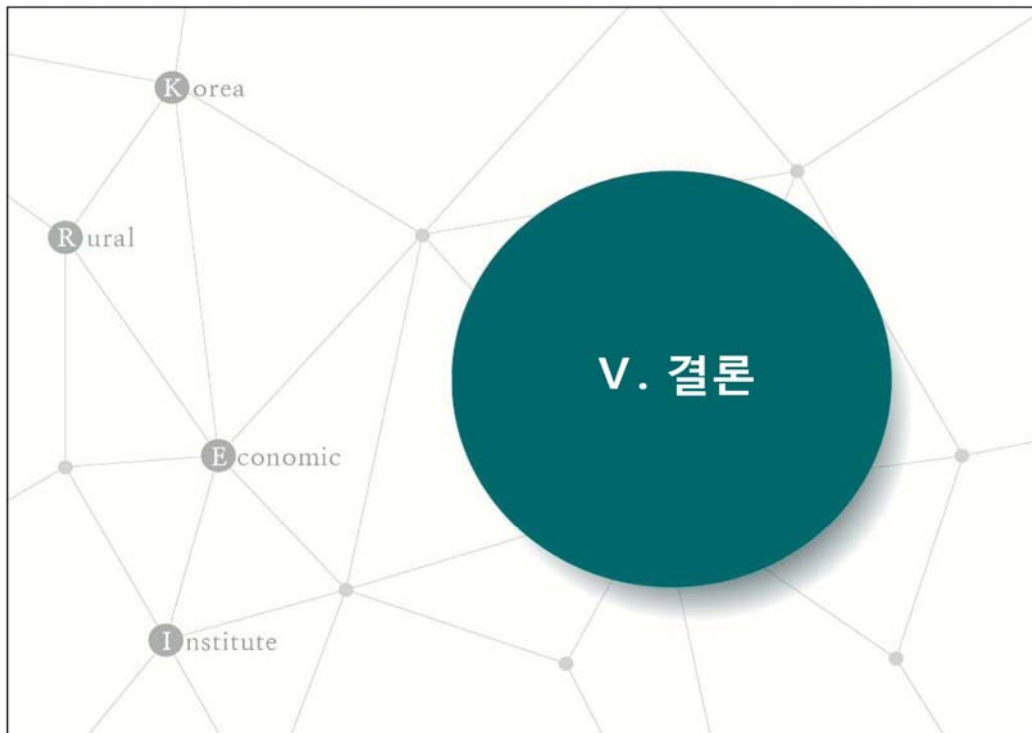 Korea
Rural
Economic
Institute
Ⅴ. 결론